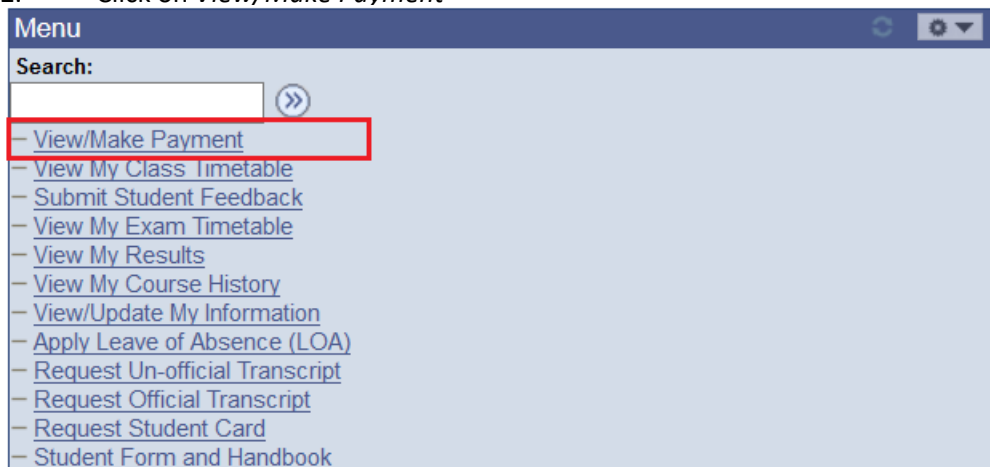 2. Click on View/Make Payment
Menu
Search:
– View/Make Payment
– View My Class Timetable
– Submit Student Feedback
– View My Exam Timetable
– View My Results
– View My Course History
– View/Update My Information
– Apply Leave of Absence (LOA)
– Request Un-official Transcript
– Request Official Transcript
– Request Student Card
– Student Form and Handbook